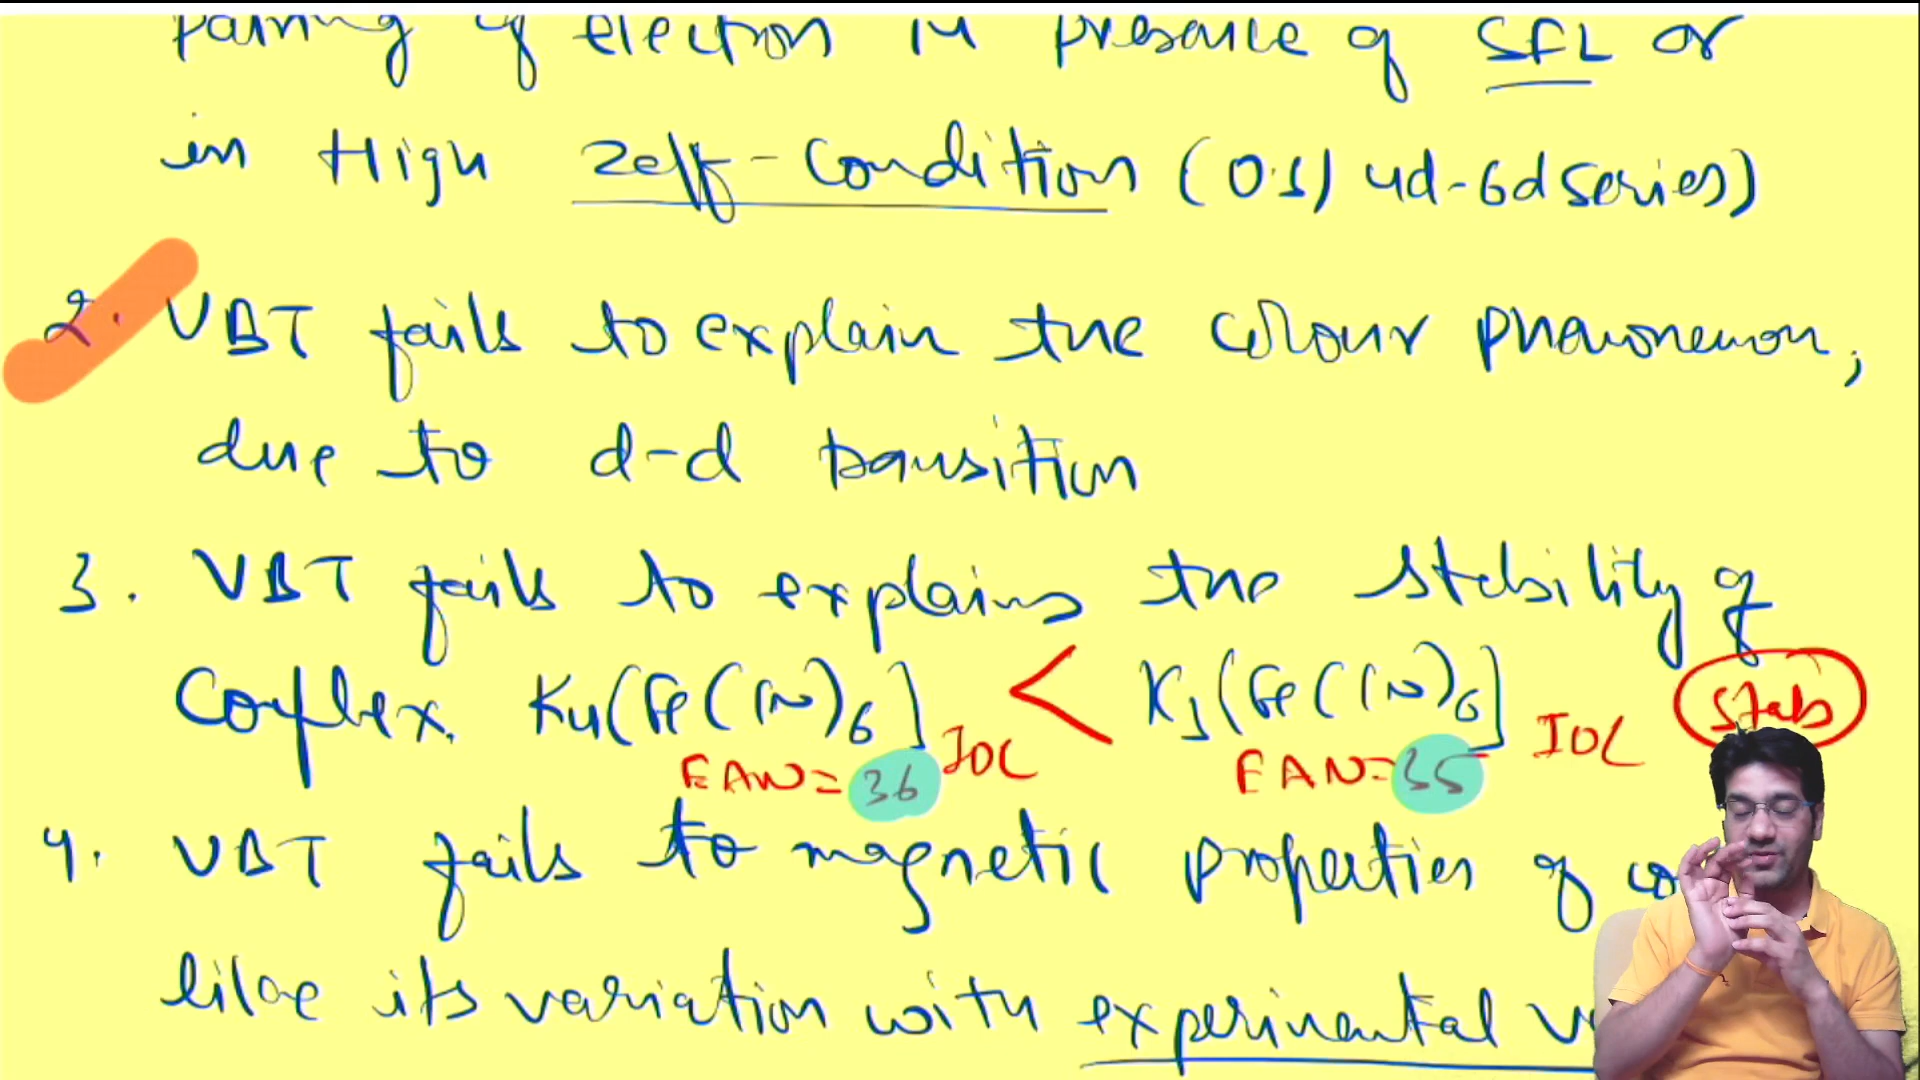 pairing of electron in presence of SFL or
in High Zeff - Condition (O.S) 4d-6d series)
2. VBT fails to explain the colour phenomenon,
due to d-d transition
3. VBT fails to explains the stability of
Complex. K4[Fe(CN)6] < K3[Fe(CN)6] Stab
EAN = 36 IOC EAN = 35 IOC
4. VBT fails to magnetic properties of co
like its variation with experimental v